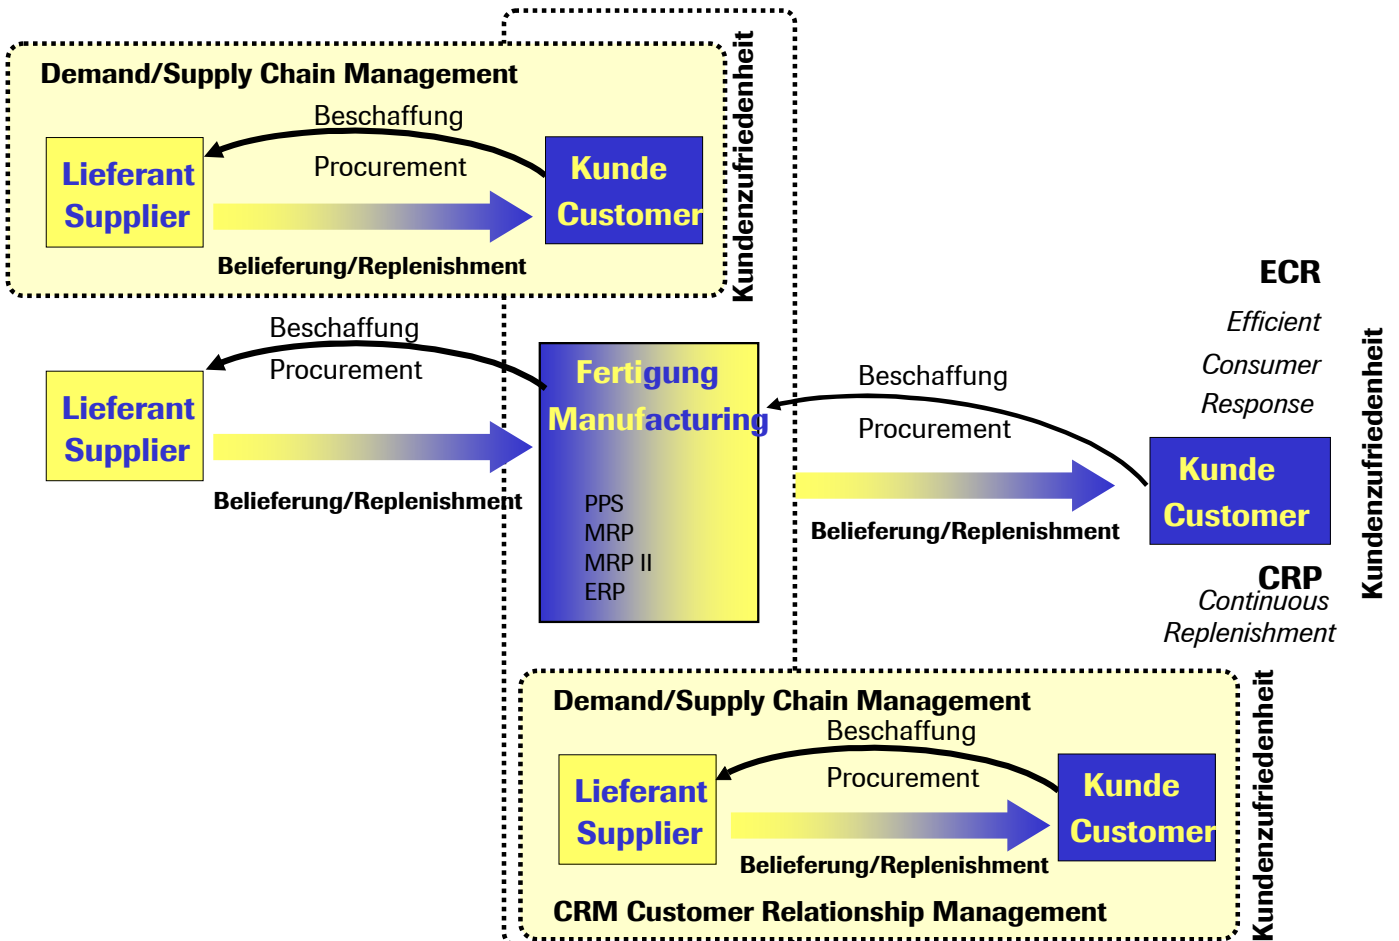 Demand/Supply Chain Management
Beschaffung
Procurement
Lieferant
Supplier
Kunde
Customer
Belieferung/Replenishment
Kundenzufriedenheit
Beschaffung
Procurement
Lieferant
Supplier
Belieferung/Replenishment
Fertigung
Manufacturing
PPS
MRP
MRP II
ERP
Beschaffung
Procurement
Belieferung/Replenishment
ECR
Efficient
Consumer
Response
Kunde
Customer
CRP
Continuous
Replenishment
Kundenzufriedenheit
Demand/Supply Chain Management
Beschaffung
Procurement
Lieferant
Supplier
Kunde
Customer
Belieferung/Replenishment
CRM Customer Relationship Management
Kundenzufriedenheit